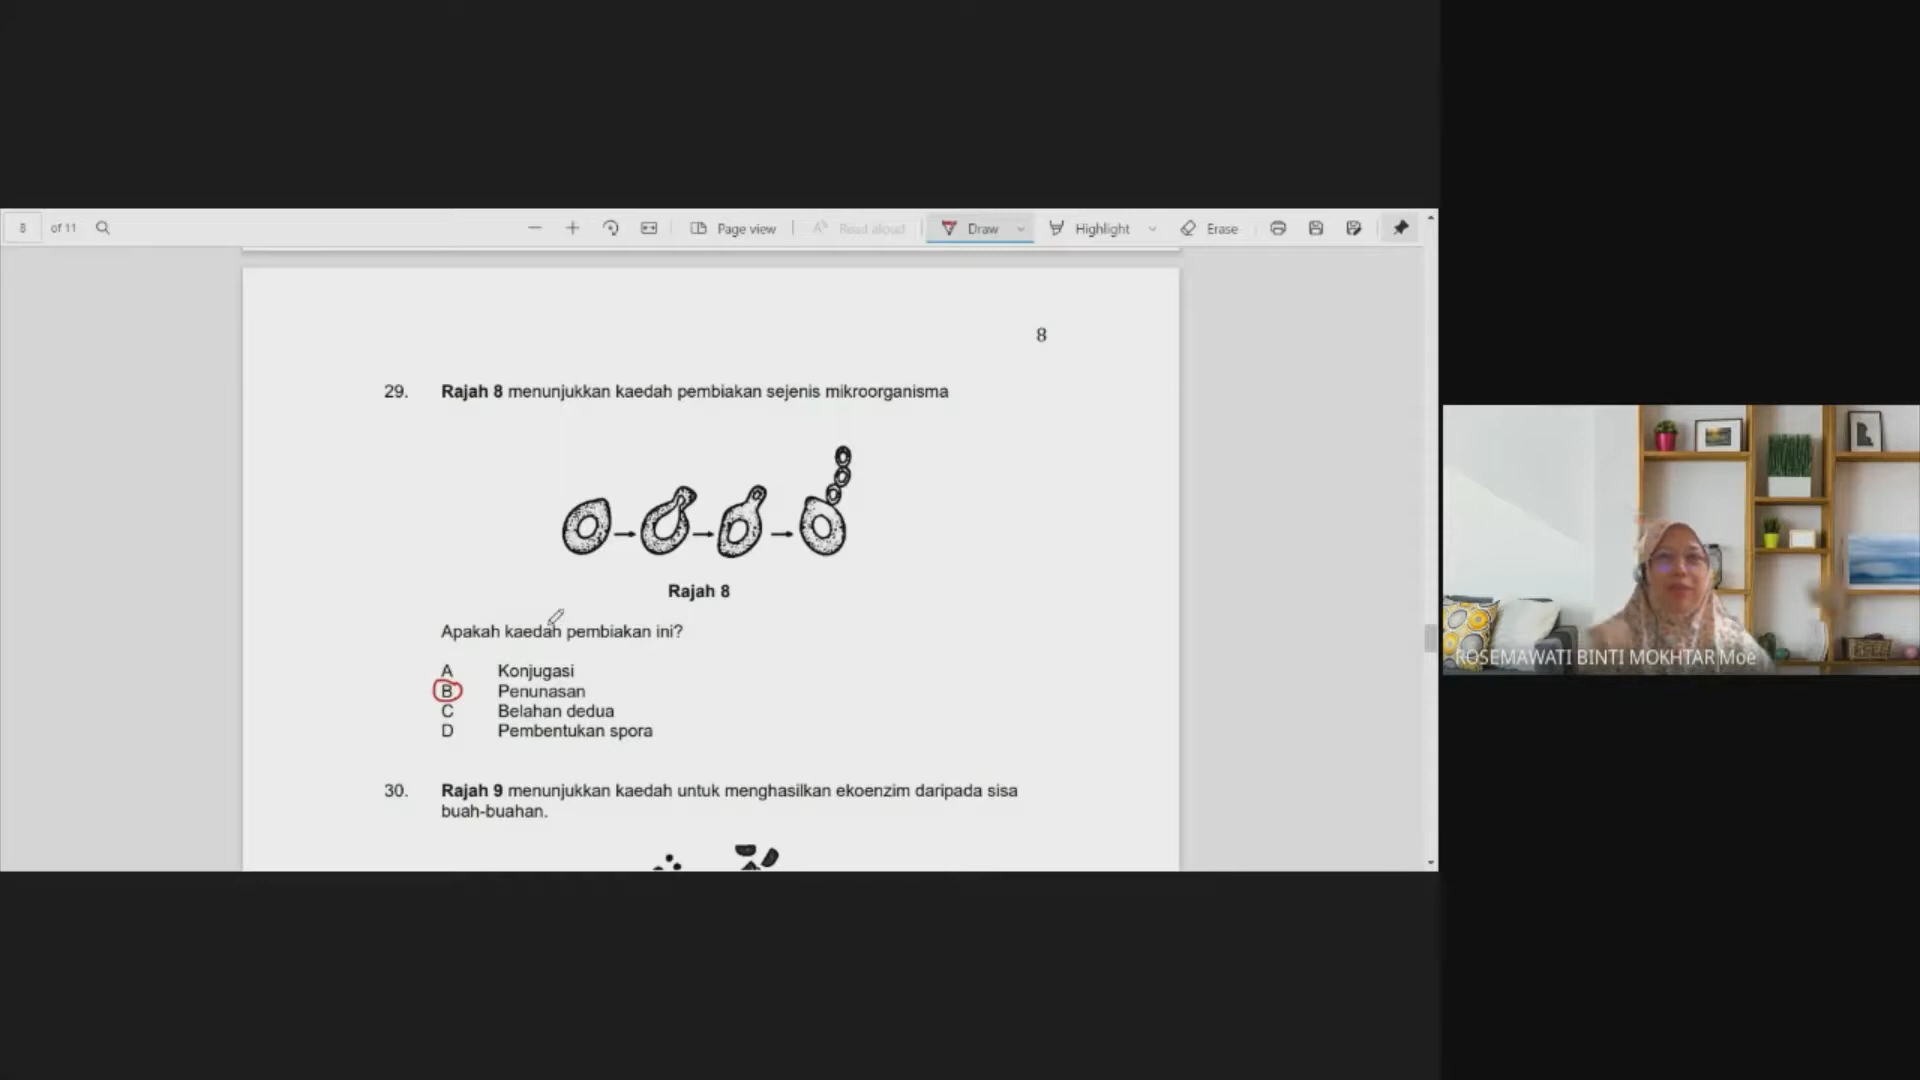 8 of 11 Page view Read aloud Draw Highlight Erase
8
29. Rajah 8 menunjukkan kaedah pembiakan sejenis mikroorganisma
Rajah 8
Apakah kaedah pembiakan ini?
A Konjugasi
B Penunasan
C Belahan dedua
D Pembentukan spora
30. Rajah 9 menunjukkan kaedah untuk menghasilkan ekoenzim daripada sisa
buah-buahan.
ROSEMAWATI BINTI MOKHTAR Moe